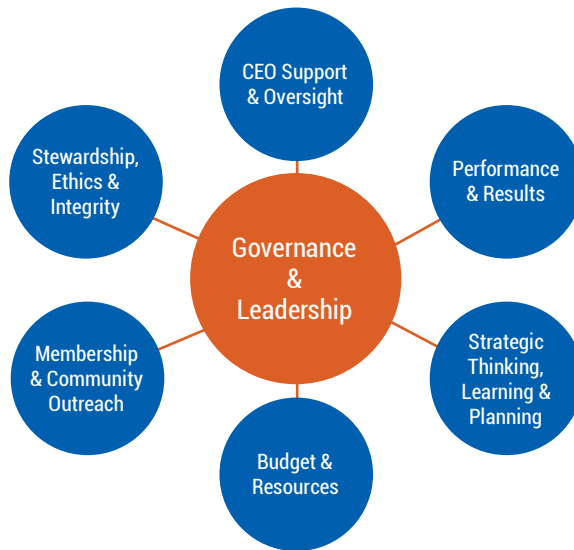 CEO Support
& Oversight
Performance
& Results
Strategic
Thinking,
Learning &
Planning
Budget &
Resources
Membership
& Community
Outreach
Stewardship,
Ethics &
Integrity
Governance
&
Leadership